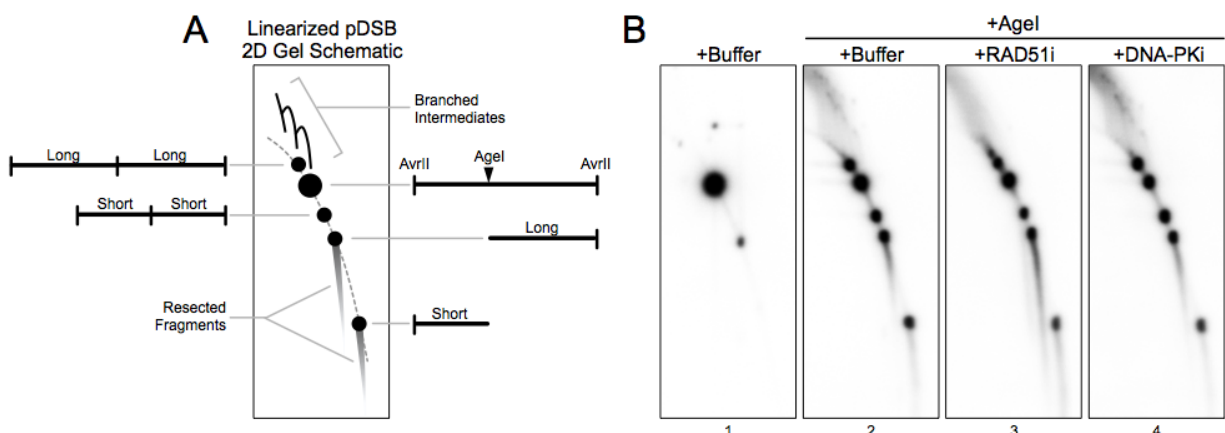 A
Linearized pDSB
2D Gel Schematic
Branched
Intermediates
Long Long
AvrII AgeI AvrII
Short Short
Long
Resected
Fragments
Short
B
+AgeI
+Buffer +Buffer +RAD51i +DNA-PKi
1 2 3 4